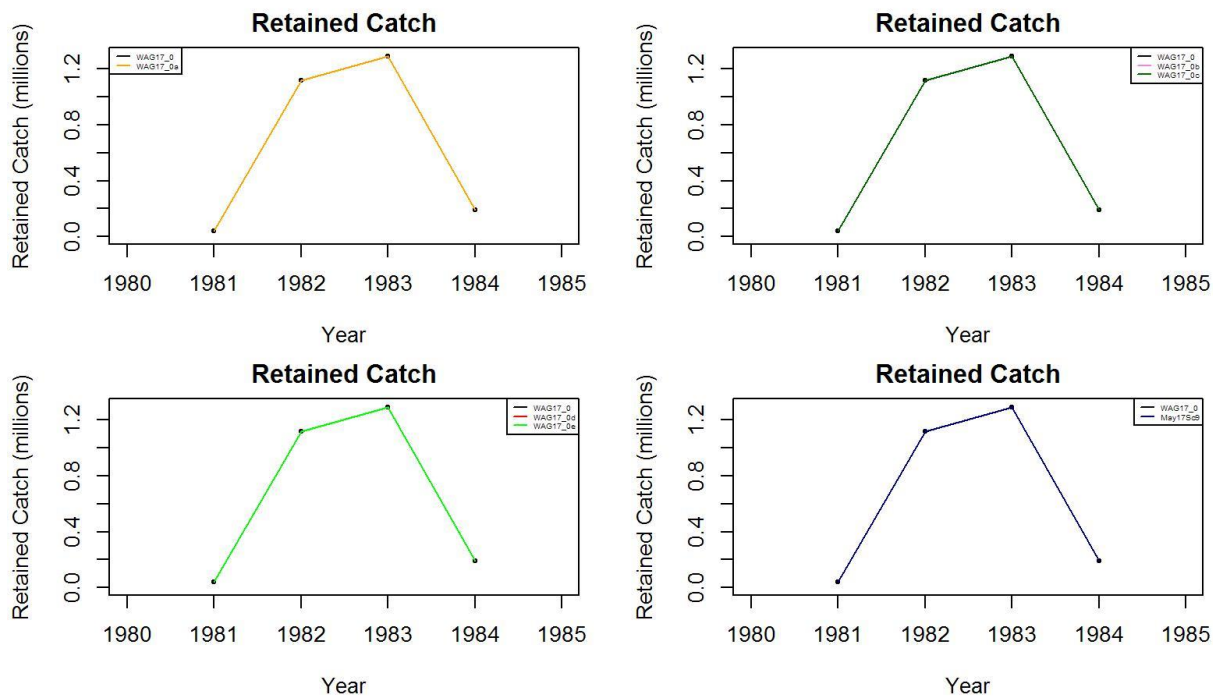 Retained Catch
Retained Catch (millions)
1.2
0.8
0.4
0.0
WAG17_0
WAG17_0a
1980 1981 1982 1983 1984 1985
Year
Retained Catch
Retained Catch (millions)
1.2
0.8
0.4
0.0
WAG17_0
WAG17_0b
WAG17_0c
1980 1981 1982 1983 1984 1985
Year
Retained Catch
Retained Catch (millions)
1.2
0.8
0.4
0.0
WAG17_0
WAG17_0d
WAG17_0e
1980 1981 1982 1983 1984 1985
Year
Retained Catch
Retained Catch (millions)
1.2
0.8
0.4
0.0
WAG17_0
May17Sc9
1980 1981 1982 1983 1984 1985
Year